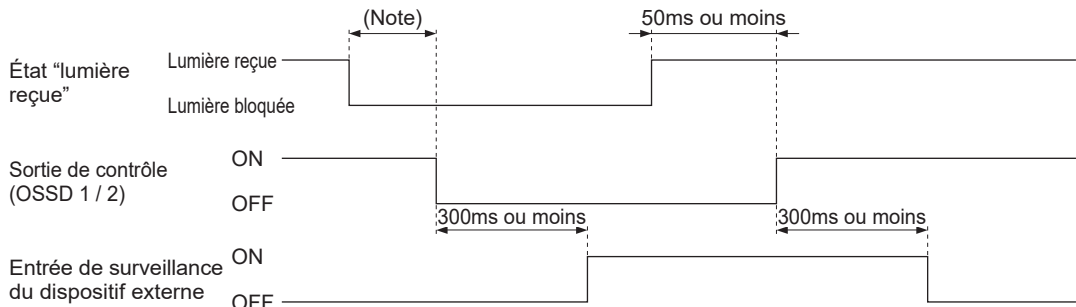 (Note)
50ms ou moins
État “lumière
reçue”
Lumière reçue
Lumière bloquée
Sortie de contrôle
(OSSD 1 / 2)
ON
OFF
300ms ou moins
300ms ou moins
Entrée de surveillance
du dispositif externe
ON
OFF